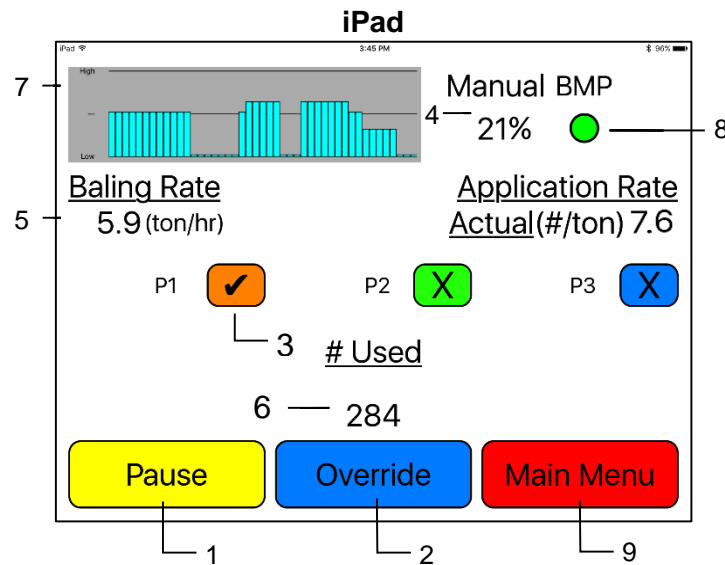 iPad
iPad 3:45 PM 96%
High
7
Manual BMP
–
4
21%
8
Low
Baling Rate
Application Rate
5
5.9 (ton/hr)
Actual(#/ton) 7.6
P1 ✔ P2 X P3 X
3
# Used
6
284
Pause Override Main Menu
1 2 9